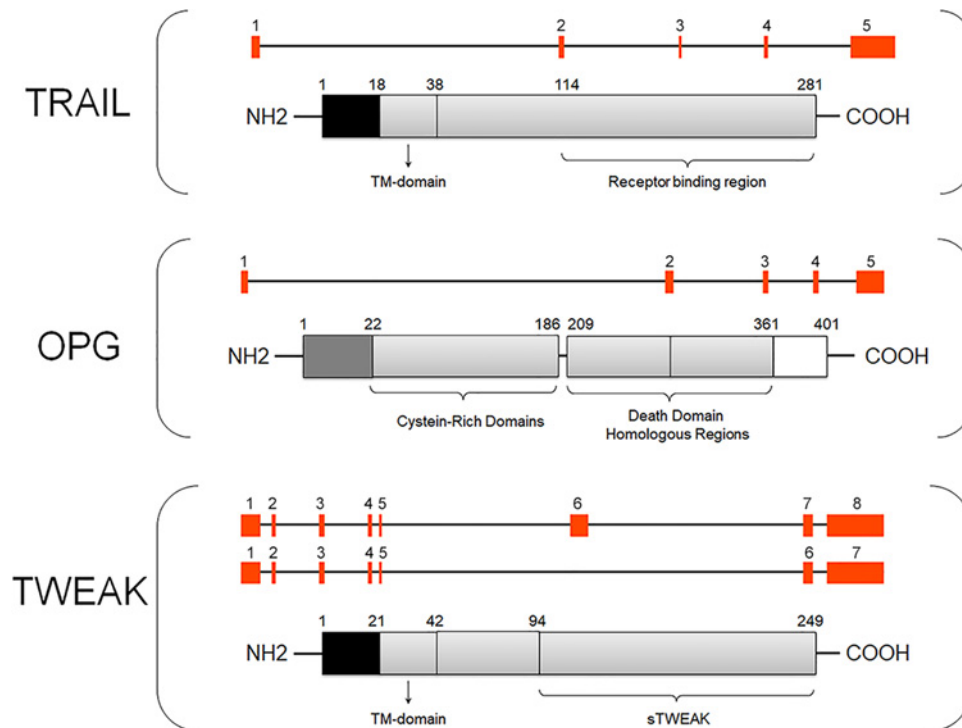 1 2 3 4 5
1 18 38 114 281
TRAIL
NH2 COOH
TM-domain Receptor binding region
1 2 3 4 5
1 22 186 209 361 401
OPG
NH2 COOH
Cystein-Rich Domains Death Domain
Homologous Regions
1 2 3 4 5 6 7 8
1 2 3 4 5 6 7
TWEAK
1 21 42 94 249
NH2 COOH
TM-domain sTWEAK